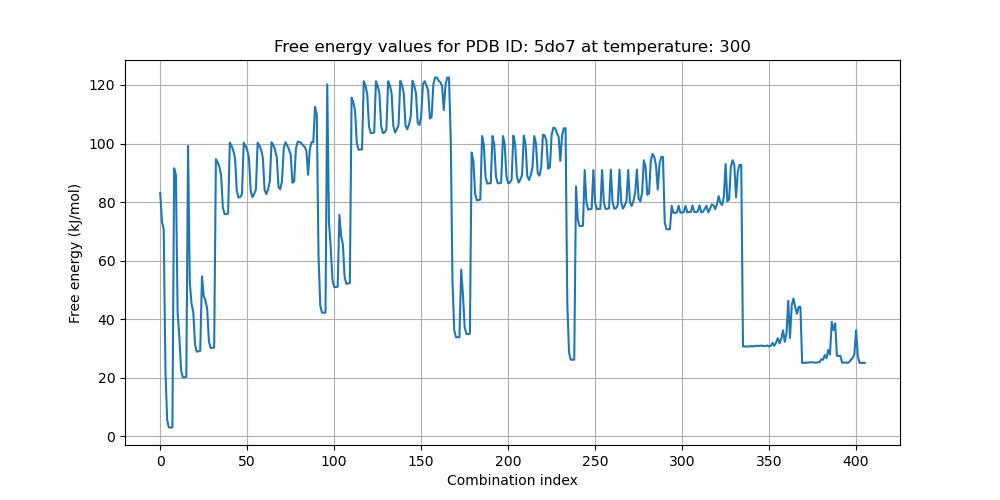 Free energy values for PDB ID: 5do7 at temperature: 300
Free energy (kJ/mol)
120
100
80
60
40
20
0
0 50 100 150 200 250 300 350 400
Combination index